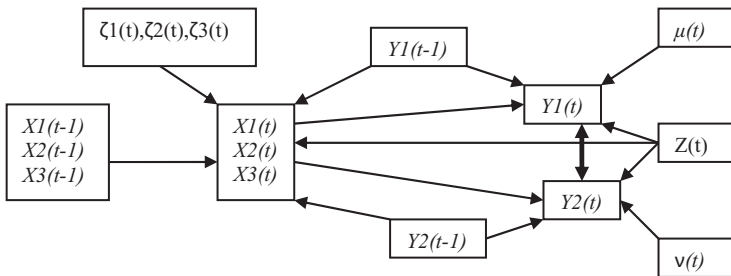 ζ1(t),ζ2(t),ζ3(t)
Y1(t-1)
μ(t)
X1(t-1)
X2(t-1)
X3(t-1)
X1(t)
X2(t)
X3(t)
Y1(t)
Z(t)
Y2(t)
Y2(t-1)
ν(t)